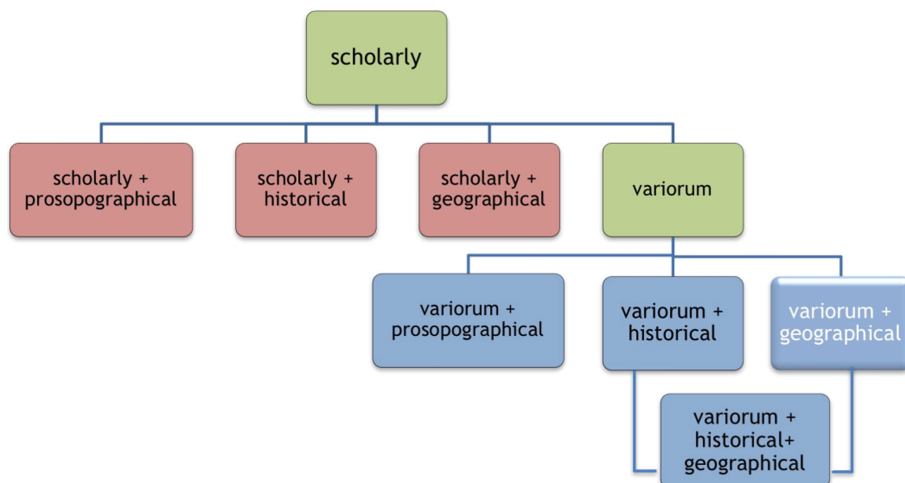 scholarly
scholarly +
prosopographical
scholarly +
historical
scholarly +
geographical
variorum
variorum +
prosopographical
variorum +
historical
variorum +
geographical
variorum +
historical+
geographical